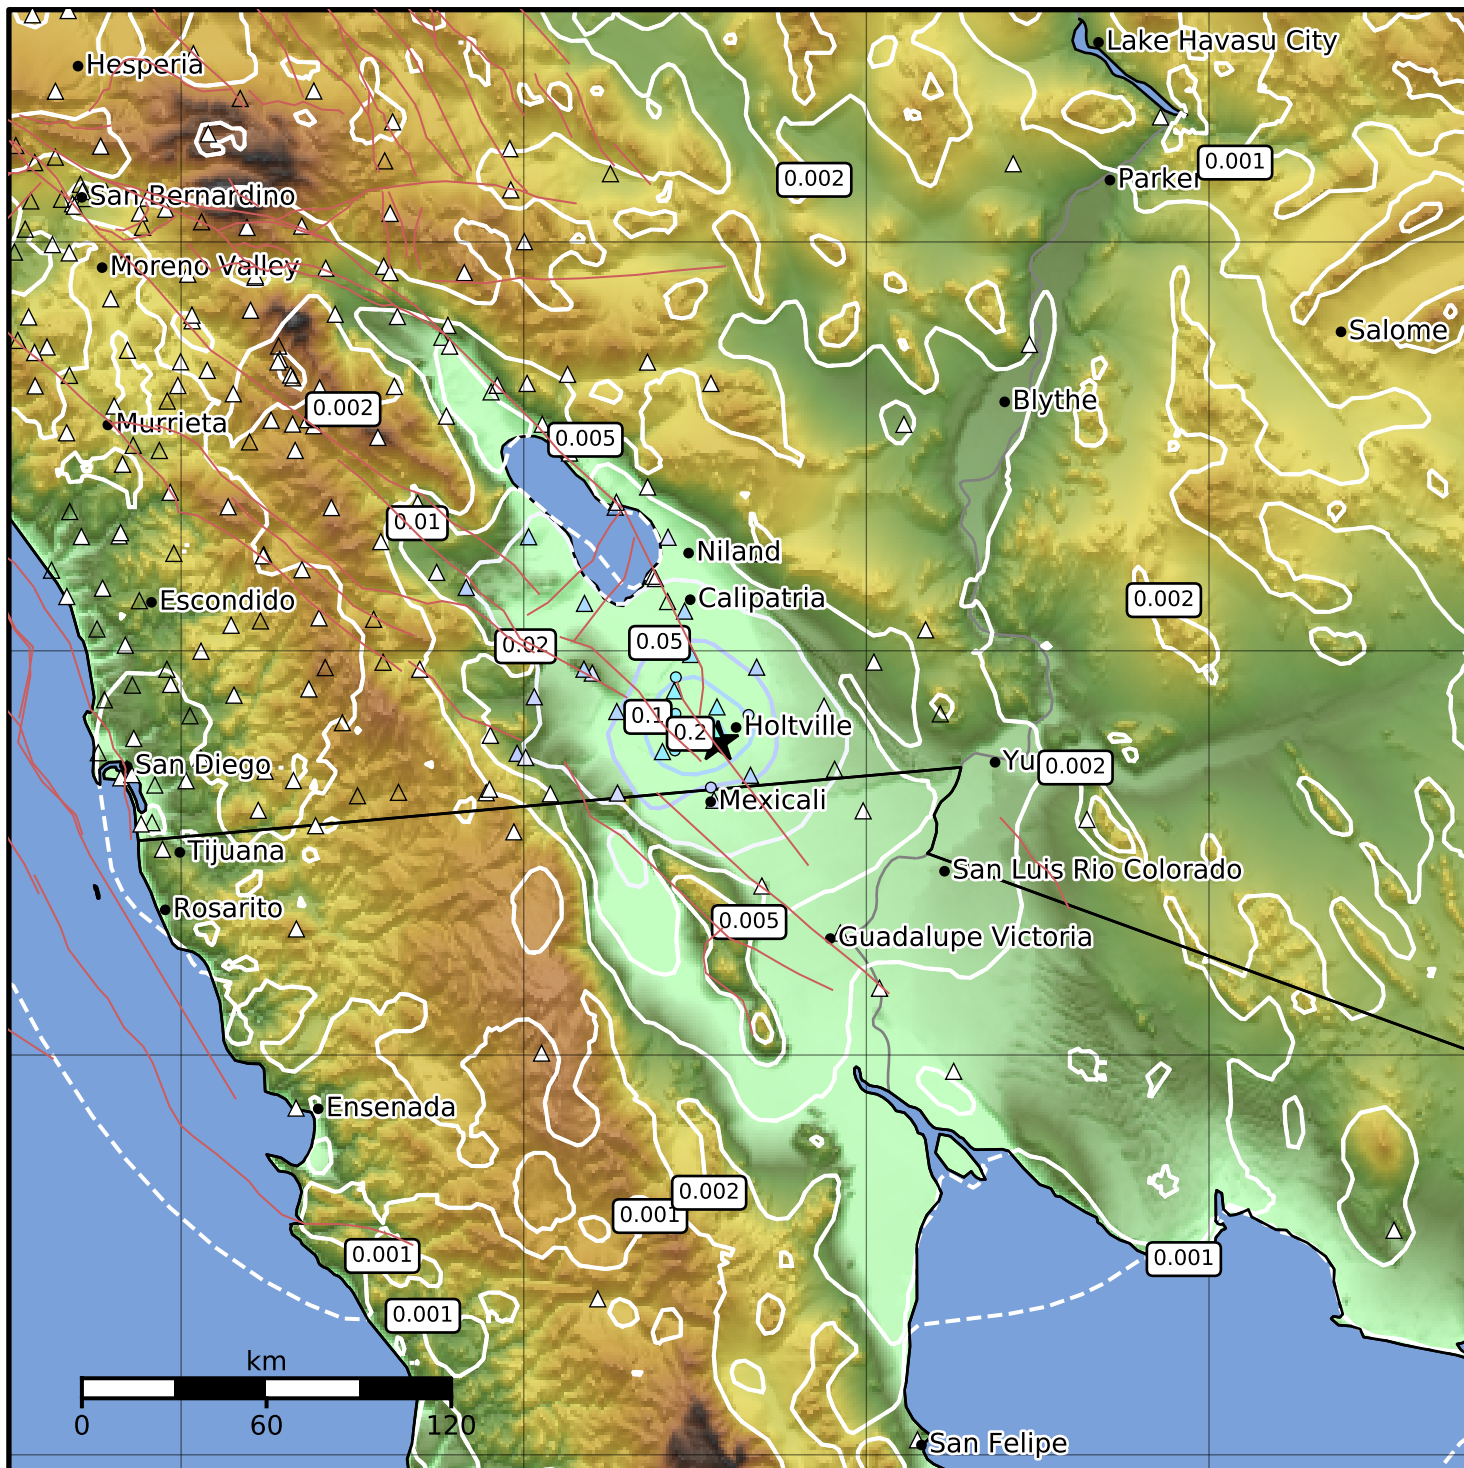 Lake Havasu City
Hesperia
0.001
0.002
Parker
San Bernardino
Moreno Valley
Salome
Blythe
0.002
Murrieta
0.005
0.01
Niland
Calipatria
Escondido
0.002
0.02
0.05
0.1
0.2
Holtville
San Diego
Yu
0.002
Mexicali
Tijuana
San Luis Rio Colorado
Rosarito
0.005
Guadalupe Victoria
Ensenada
0.002
0.001
0.001
0.001
0.001
km
0
60
120
San Felipe